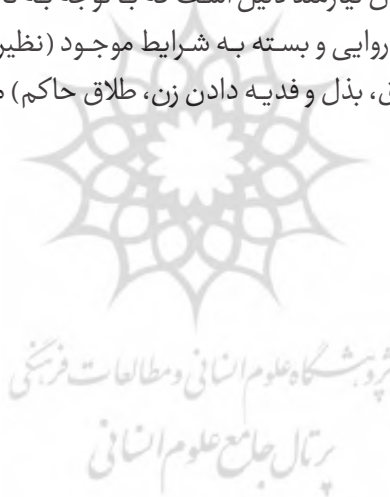 نیازمند دلیل است که با توجه به
روایی و بسته به شرایط موجود (نظیر
بذل و فدیه دادن زن، طلاق حاکم)
پژوهشگاه علوم انسانی و مطالعات فرهنگی
پرتال جامع علوم انسانی